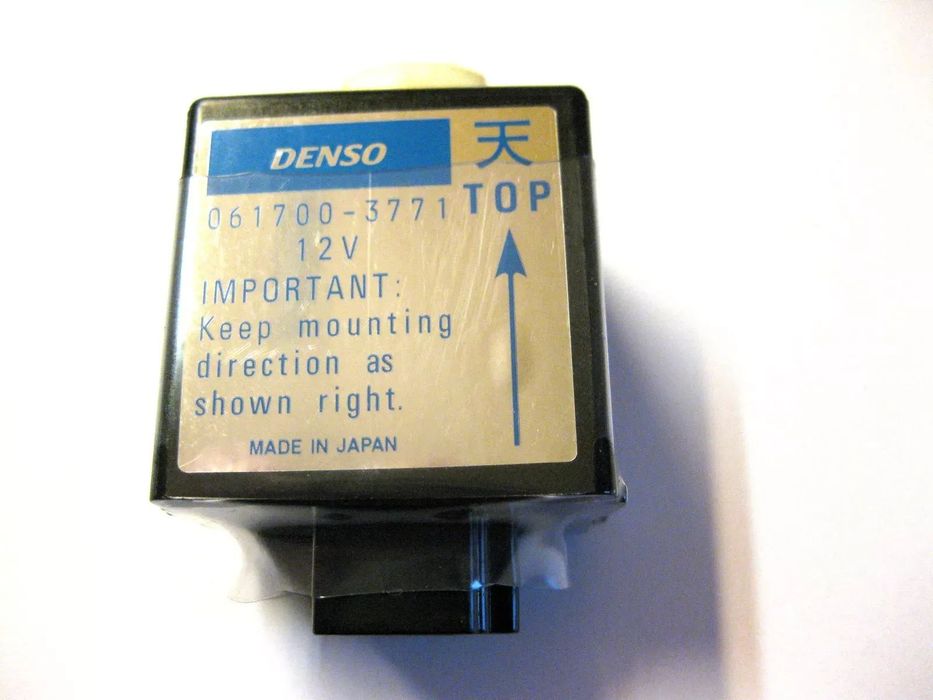 DENSO
天
TOP
061700-3771
12V
IMPORTANT:
Keep mounting
direction as
shown right.
MADE IN JAPAN